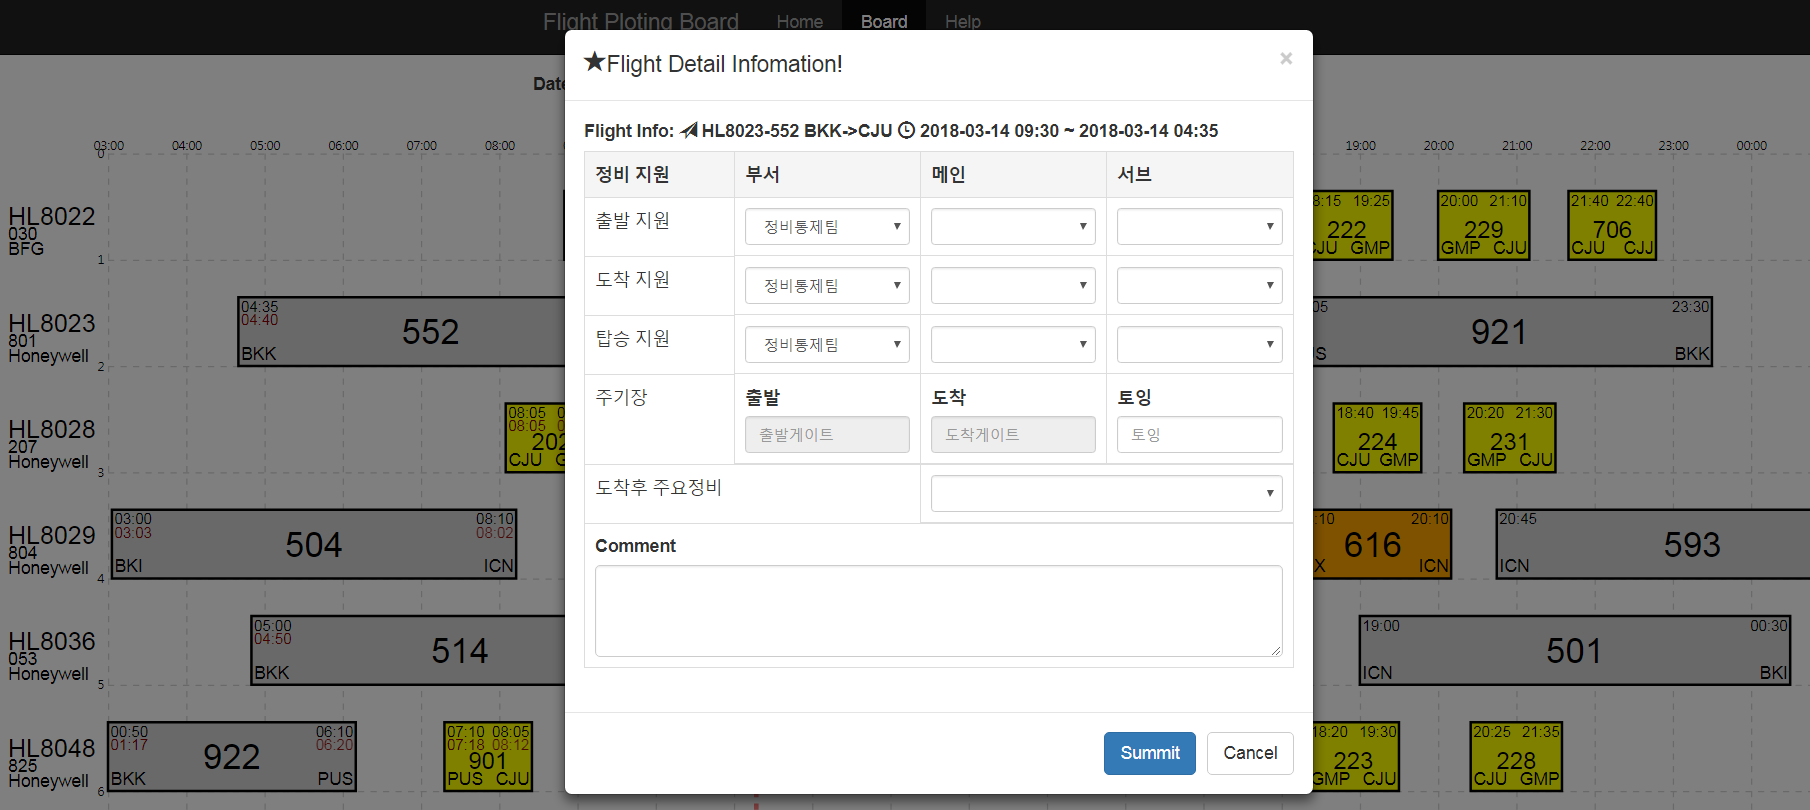 Flight Ploting Board Home Board Help
★Flight Detail Infomation! ×
Date
Flight Info: HL8023-552 BKK->CJU 2018-03-14 09:30 ~ 2018-03-14 04:35
03:00 04:00 05:00 06:00 07:00 08:00 19:00 20:00 21:00 22:00 23:00 00:00
0
정비 지원 부서 메인 서브
출발 지원 정비통제팀
도착 지원 정비통제팀
탑승 지원 정비통제팀
주기장 출발 도착 토잉
출발게이트 도착게이트 토잉
도착후 주요정비
Comment
Summit Cancel
HL8022
030
BFG
1
8:15 19:25
222
CJU GMP
20:00 21:10
229
GMP CJU
21:40 22:40
706
CJU CJJ
HL8023
801
Honeywell
2
04:35
04:40
552
BKK
05 23:30
921
S BKK
HL8028
207
Honeywell
3
08:05 0
08:05 0
202
CJU G
18:40 19:45
224
CJU GMP
20:20 21:30
231
GMP CJU
HL8029
804
Honeywell
4
03:00 08:10
03:03 08:02
504
BKI ICN
:10 20:10
616
X ICN
20:45
593
ICN
HL8036
053
Honeywell
5
05:00
04:50
514
BKK
19:00 00:30
501
ICN BKI
HL8048
825
Honeywell
6
00:50 06:10
01:17 06:20
922
BKK PUS
07:10 08:05
07:18 08:12
901
PUS CJU
18:20 19:30
223
GMP CJU
20:25 21:35
228
CJU GMP